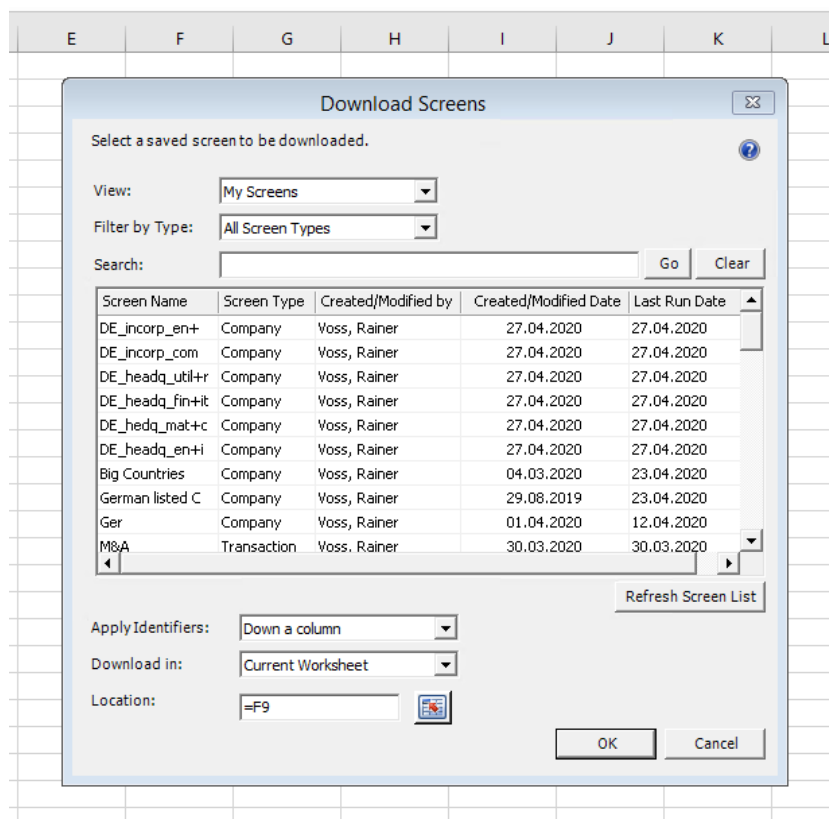 E F G H I J K L
Download Screens
Select a saved screen to be downloaded.
View: My Screens
Filter by Type: All Screen Types
Search: Go Clear
Screen Name Screen Type Created/Modified by Created/Modified Date Last Run Date
DE_incorp_en+ Company Voss, Rainer 27.04.2020 27.04.2020
DE_incorp_com Company Voss, Rainer 27.04.2020 27.04.2020
DE_headq_util+r Company Voss, Rainer 27.04.2020 27.04.2020
DE_headq_fin+it Company Voss, Rainer 27.04.2020 27.04.2020
DE_hedq_mat+c Company Voss, Rainer 27.04.2020 27.04.2020
DE_headq_en+i Company Voss, Rainer 27.04.2020 27.04.2020
Big Countries Company Voss, Rainer 04.03.2020 23.04.2020
German listed C Company Voss, Rainer 29.08.2019 23.04.2020
Ger Company Voss, Rainer 01.04.2020 12.04.2020
M&A Transaction Voss, Rainer 30.03.2020 30.03.2020
Refresh Screen List
Apply Identifiers: Down a column
Download in: Current Worksheet
Location: =F9
OK Cancel